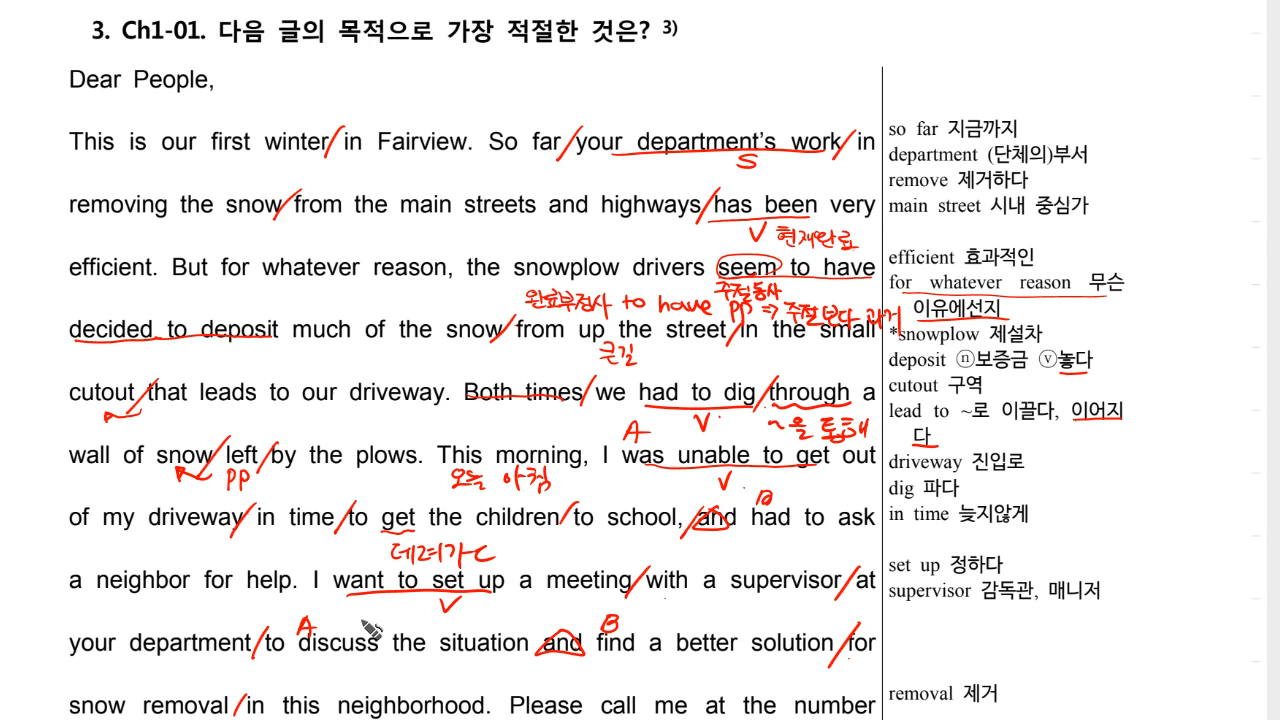 3. Ch1-01. 다음 글의 목적으로 가장 적절한 것은? 3)
Dear People,
This is our first winter in Fairview. So far your department's work in
S
removing the snow from the main streets and highways has been very
V 현재완료
efficient. But for whatever reason, the snowplow drivers seem to have
주절동사
완료부정사 to have pp ⇒ 주절보다 과거
decided to deposit much of the snow from up the street in the small
큰길
cutout that leads to our driveway. Both times we had to dig through a
V ~을 통해
A
wall of snow left by the plows. This morning, I was unable to get out
pp 오늘 아침 V
B
of my driveway in time to get the children to school, and had to ask
데려가
a neighbor for help. I want to set up a meeting with a supervisor at
V
A B
your department to discuss the situation and find a better solution for
snow removal in this neighborhood. Please call me at the number
so far 지금까지
department (단체의)부서
remove 제거하다
main street 시내 중심가
efficient 효과적인
for whatever reason 무슨
이유에선지
*snowplow 제설차
deposit ⓝ보증금 ⓥ놓다
cutout 구역
lead to ~로 이끌다, 이어지
다
driveway 진입로
dig 파다
in time 늦지않게
set up 정하다
supervisor 감독관, 매니저
removal 제거